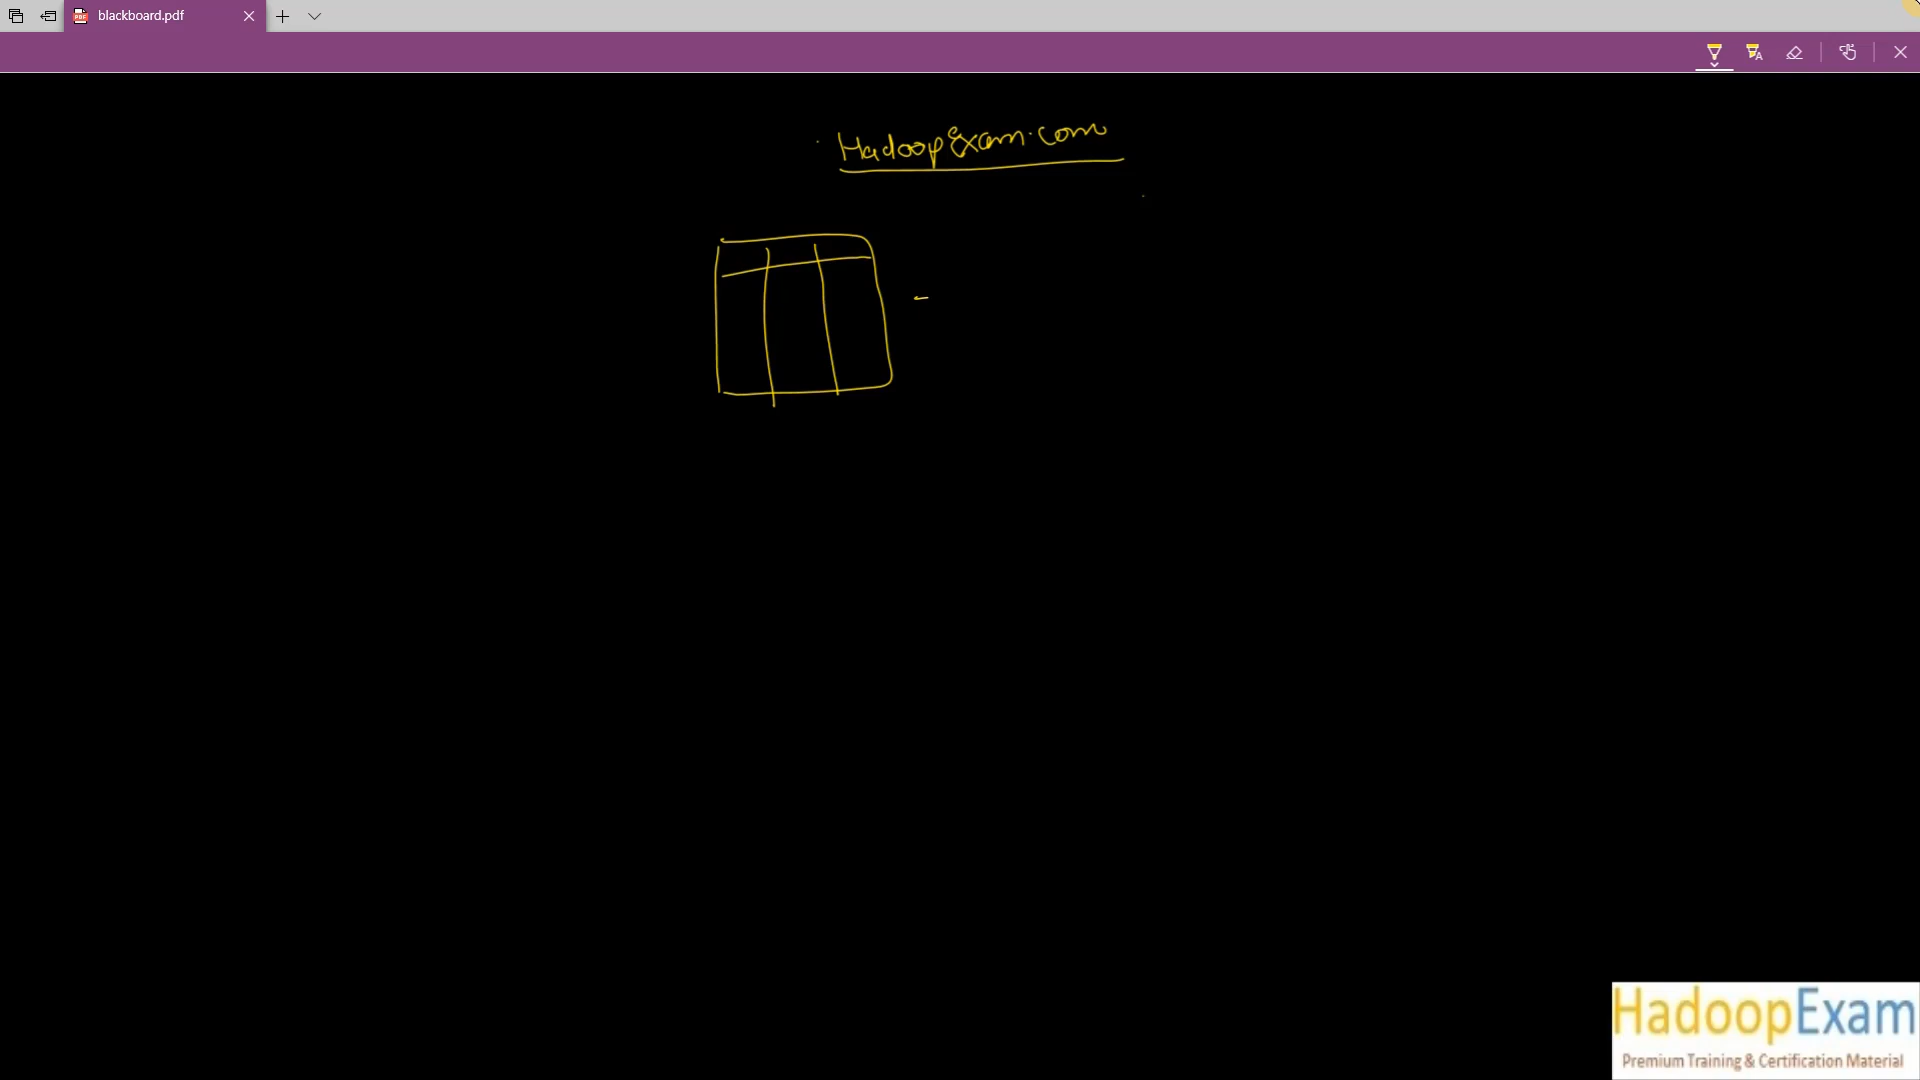 blackboard.pdf
HadoopExam.com
HadoopExam
Premium Training & Certification Material